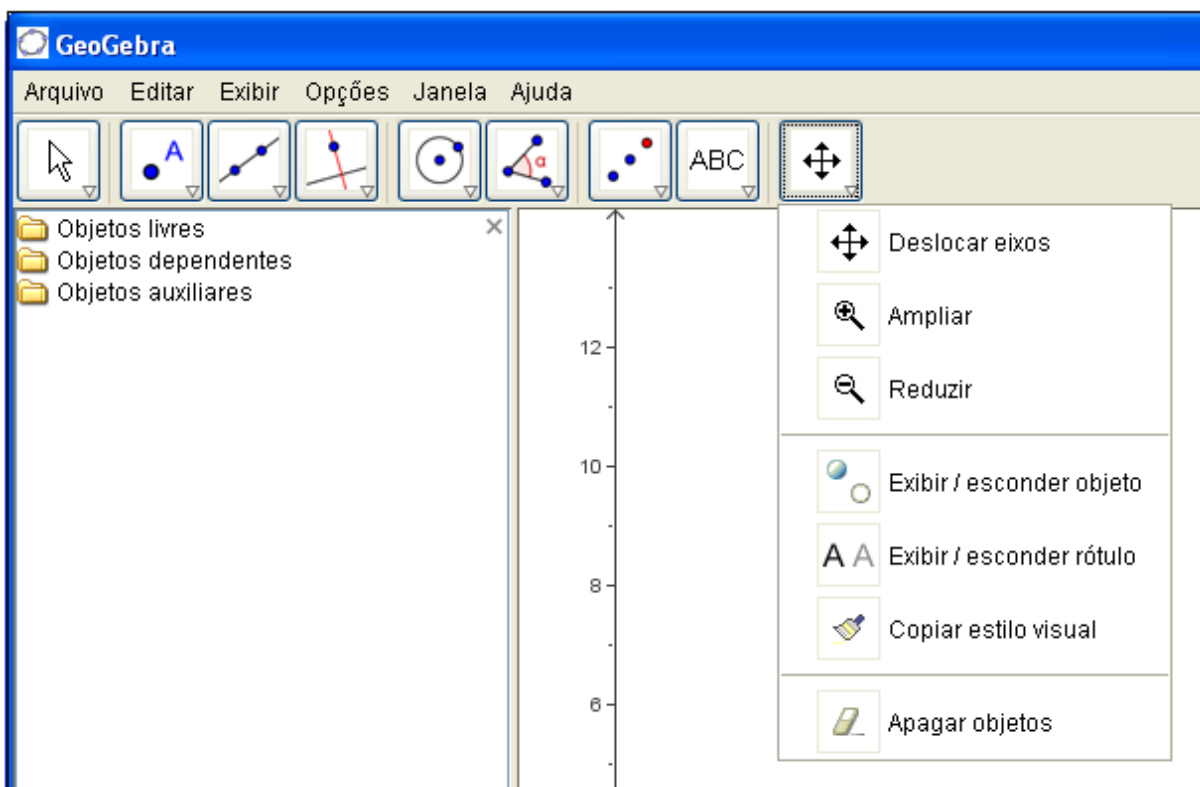 GeoGebra
Arquivo Editar Exibir Opções Janela Ajuda
A α ABC
Objetos livres
Objetos dependentes
Objetos auxiliares
12
10
8
6
Deslocar eixos
Ampliar
Reduzir
Exibir / esconder objeto
A A Exibir / esconder rótulo
Copiar estilo visual
Apagar objetos